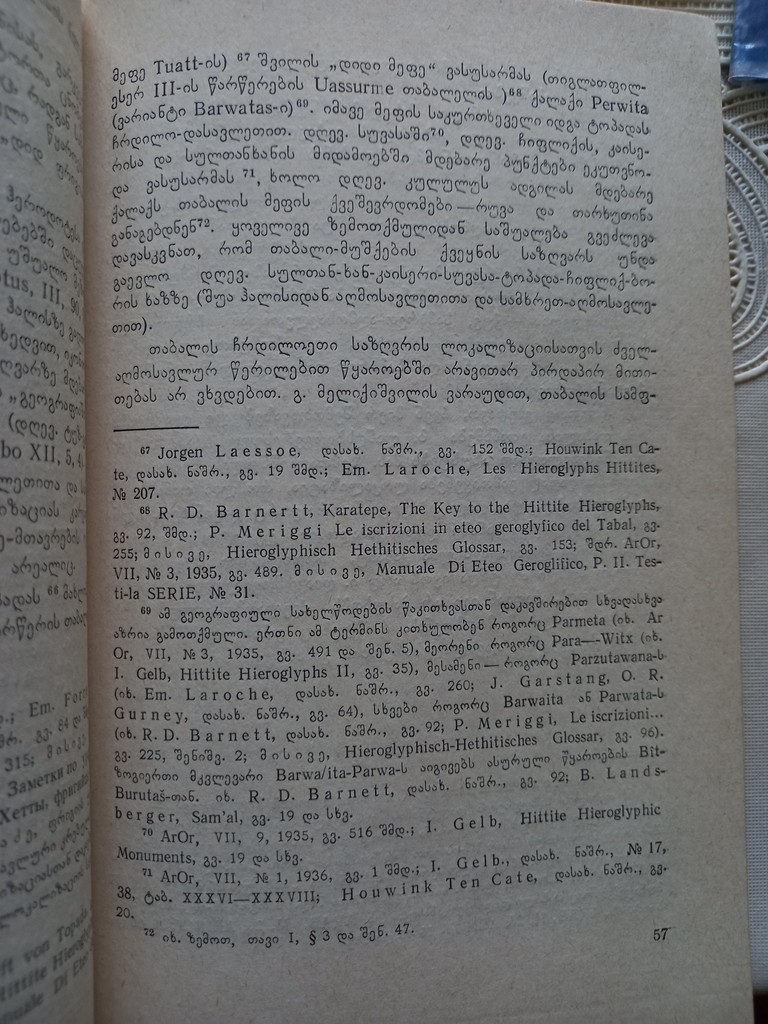 მეფე Tuatt-ის) 67 შვილის „დიდი მეფე“ ვასუსარმას (თიგლათფილ-
ესერ III-ის წარწერების Uassurme თაბალელის )68 ქალაქი Perwita
(ვარიანტი Barwatas-ი)69. იმავე მეფის საკურთხეველი იდგა ტოპადას
ჩრდილო-დასავლეთით. დღევ. სუვასაში70, დღევ. ჩიფლიქის, კაისე-
რისა და სულთანხანის მიდამოებში მდებარე პუნქტები ეკუთვნო-
და ვასუსარმას 71, ხოლო დღევ. კულულუს ადგილას მდებარე
ქალაქს თაბალის მეფის ქვეშევრდომები — რუვა და თარხუთინა
განაგებდნენ72. ყოველივე ზემოთქმულიდან საშუალება გვეძლევა
დავასკვნათ, რომ თაბალი-მუშქების ქვეყნის საზღვარს უნდა
გაევლო დღევ. სულთან-ხან-კაისერი-სუვასა-ტოპადა-ჩიფლიქ-ბო-
რის ხაზზე (შუა ჰალისიდან აღმოსავლეთითა და სამხრეთ-აღმოსავლე-
თით).
თაბალის ჩრდილოეთი საზღვრის ლოკალიზაციისათვის ძველ-
აღმოსავლურ წერილებით წყაროებში არავითარ პირდაპირ მითი-
თებას არ ვხვდებით. გ. მელიქიშვილის ვარაუდით, თაბალის სამფ-
67 Jorgen Laessoe, დასახ. ნაშრ., გვ. 152 შმდ.; Houwink Ten Ca-
te, დასახ. ნაშრ., გვ. 19 შმდ.; Em. Laroche, Les Hieroglyphs Hittites,
№ 207.
68 R. D. Barnertt, Karatepe, The Key to the Hittite Hieroglyphs,
გვ. 92, შმდ.; P. Meriggi Le iscrizioni in eteo geroglyfico del Tabal, გვ.
255; მისივე, Hieroglyphisch Hethitisches Glossar, გვ. 153; შდრ. ArOr,
VII, № 3, 1935, გვ. 489. მისივე, Manuale Di Eteo Geroglifico, P. II. Tes-
ti-la SERIE, № 31.
69 ამ გეოგრაფიული სახელწოდების წაკითხვასთან დაკავშირებით სხვადასხვა
აზრია გამოთქმული. ერთნი ამ ტერმინს კითხულობენ როგორც Parmeta (იხ. Ar
Or, VII, № 3, 1935, გვ. 491 და შენ. 5), მეორენი როგორც Para—-Witx (იხ.
I. Gelb, Hittite Hieroglyphs II, გვ. 35), მესამენი — როგორც Parzutawana-ს
(იხ. Em. Laroche, დასახ. ნაშრ., გვ. 260; J. Garstang, O. R.
Gurney, დასახ. ნაშრ., გვ. 64), სხვები როგორც Barwaita ან Parwata-ს
(იხ. R. D. Barnett, დასახ. ნაშრ., გვ. 92; P. Meriggi, Le iscrizioni...
გვ. 225, შენიშვ. 2; მისივე, Hieroglyphisch-Hethitisches Glossar, გვ. 96).
ზოგიერთი მკვლევარი Barwa/ita-Parwa-ს აიგივებს ასურული წყაროების Bit-
Burutaš-თან. იხ. R. D. Barnett, დასახ. ნაშრ., გვ. 92; B. Lands-
berger, Sam'al, გვ. 19 და სხვ.
70 ArOr, VII, 9, 1935, გვ. 516 შმდ.; I. Gelb, Hittite Hieroglyphic
Monuments, გვ. 19 და სხვ.
71 ArOr, VII, № 1, 1936, გვ. 1 შმდ.; I. Gelb., დასახ. ნაშრ., № 17,
38, ტაბ. XXXVI—XXXVIII; Houwink Ten Cate, დასახ. ნაშრ., გვ.
20.
72 იხ. ზემოთ, თავი I, § 3 და შენ. 47.
57